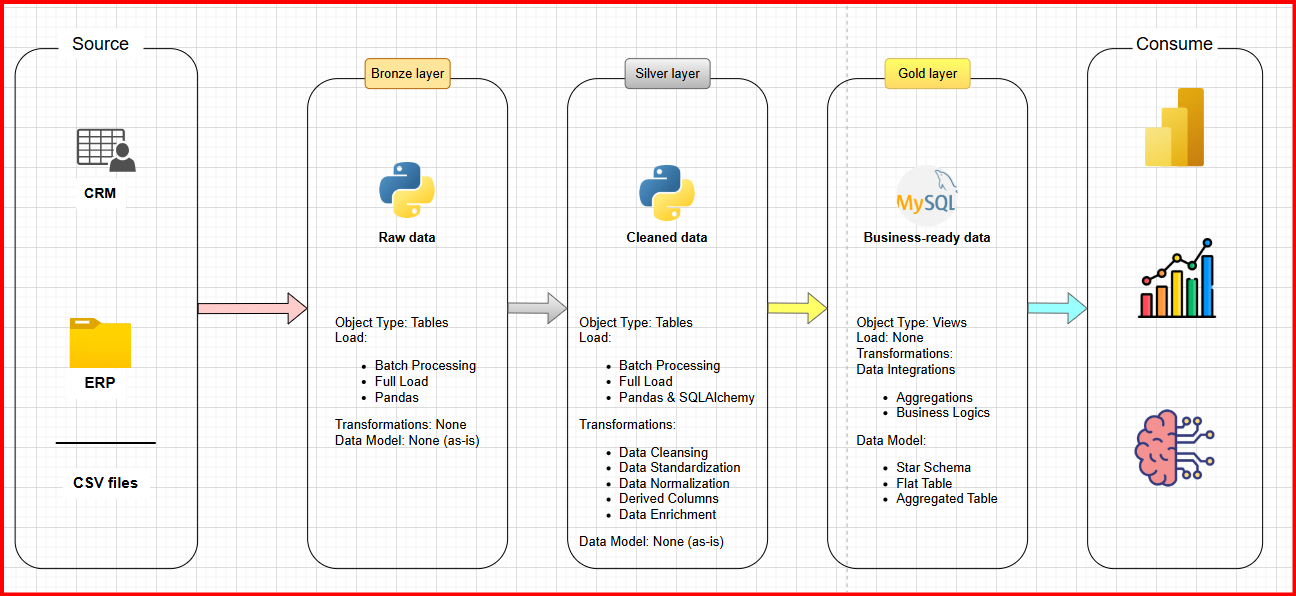 Source
CRM
ERP
CSV files
Bronze layer
Raw data
Object Type: Tables
Load:
• Batch Processing
• Full Load
• Pandas
Transformations: None
Data Model: None (as-is)
Silver layer
Cleaned data
Object Type: Tables
Load:
• Batch Processing
• Full Load
• Pandas & SQLAlchemy
Transformations:
• Data Cleansing
• Data Standardization
• Data Normalization
• Derived Columns
• Data Enrichment
Data Model: None (as-is)
Gold layer
MySQL
Business-ready data
Object Type: Views
Load: None
Transformations:
Data Integrations
• Aggregations
• Business Logics
Data Model:
• Star Schema
• Flat Table
• Aggregated Table
Consume